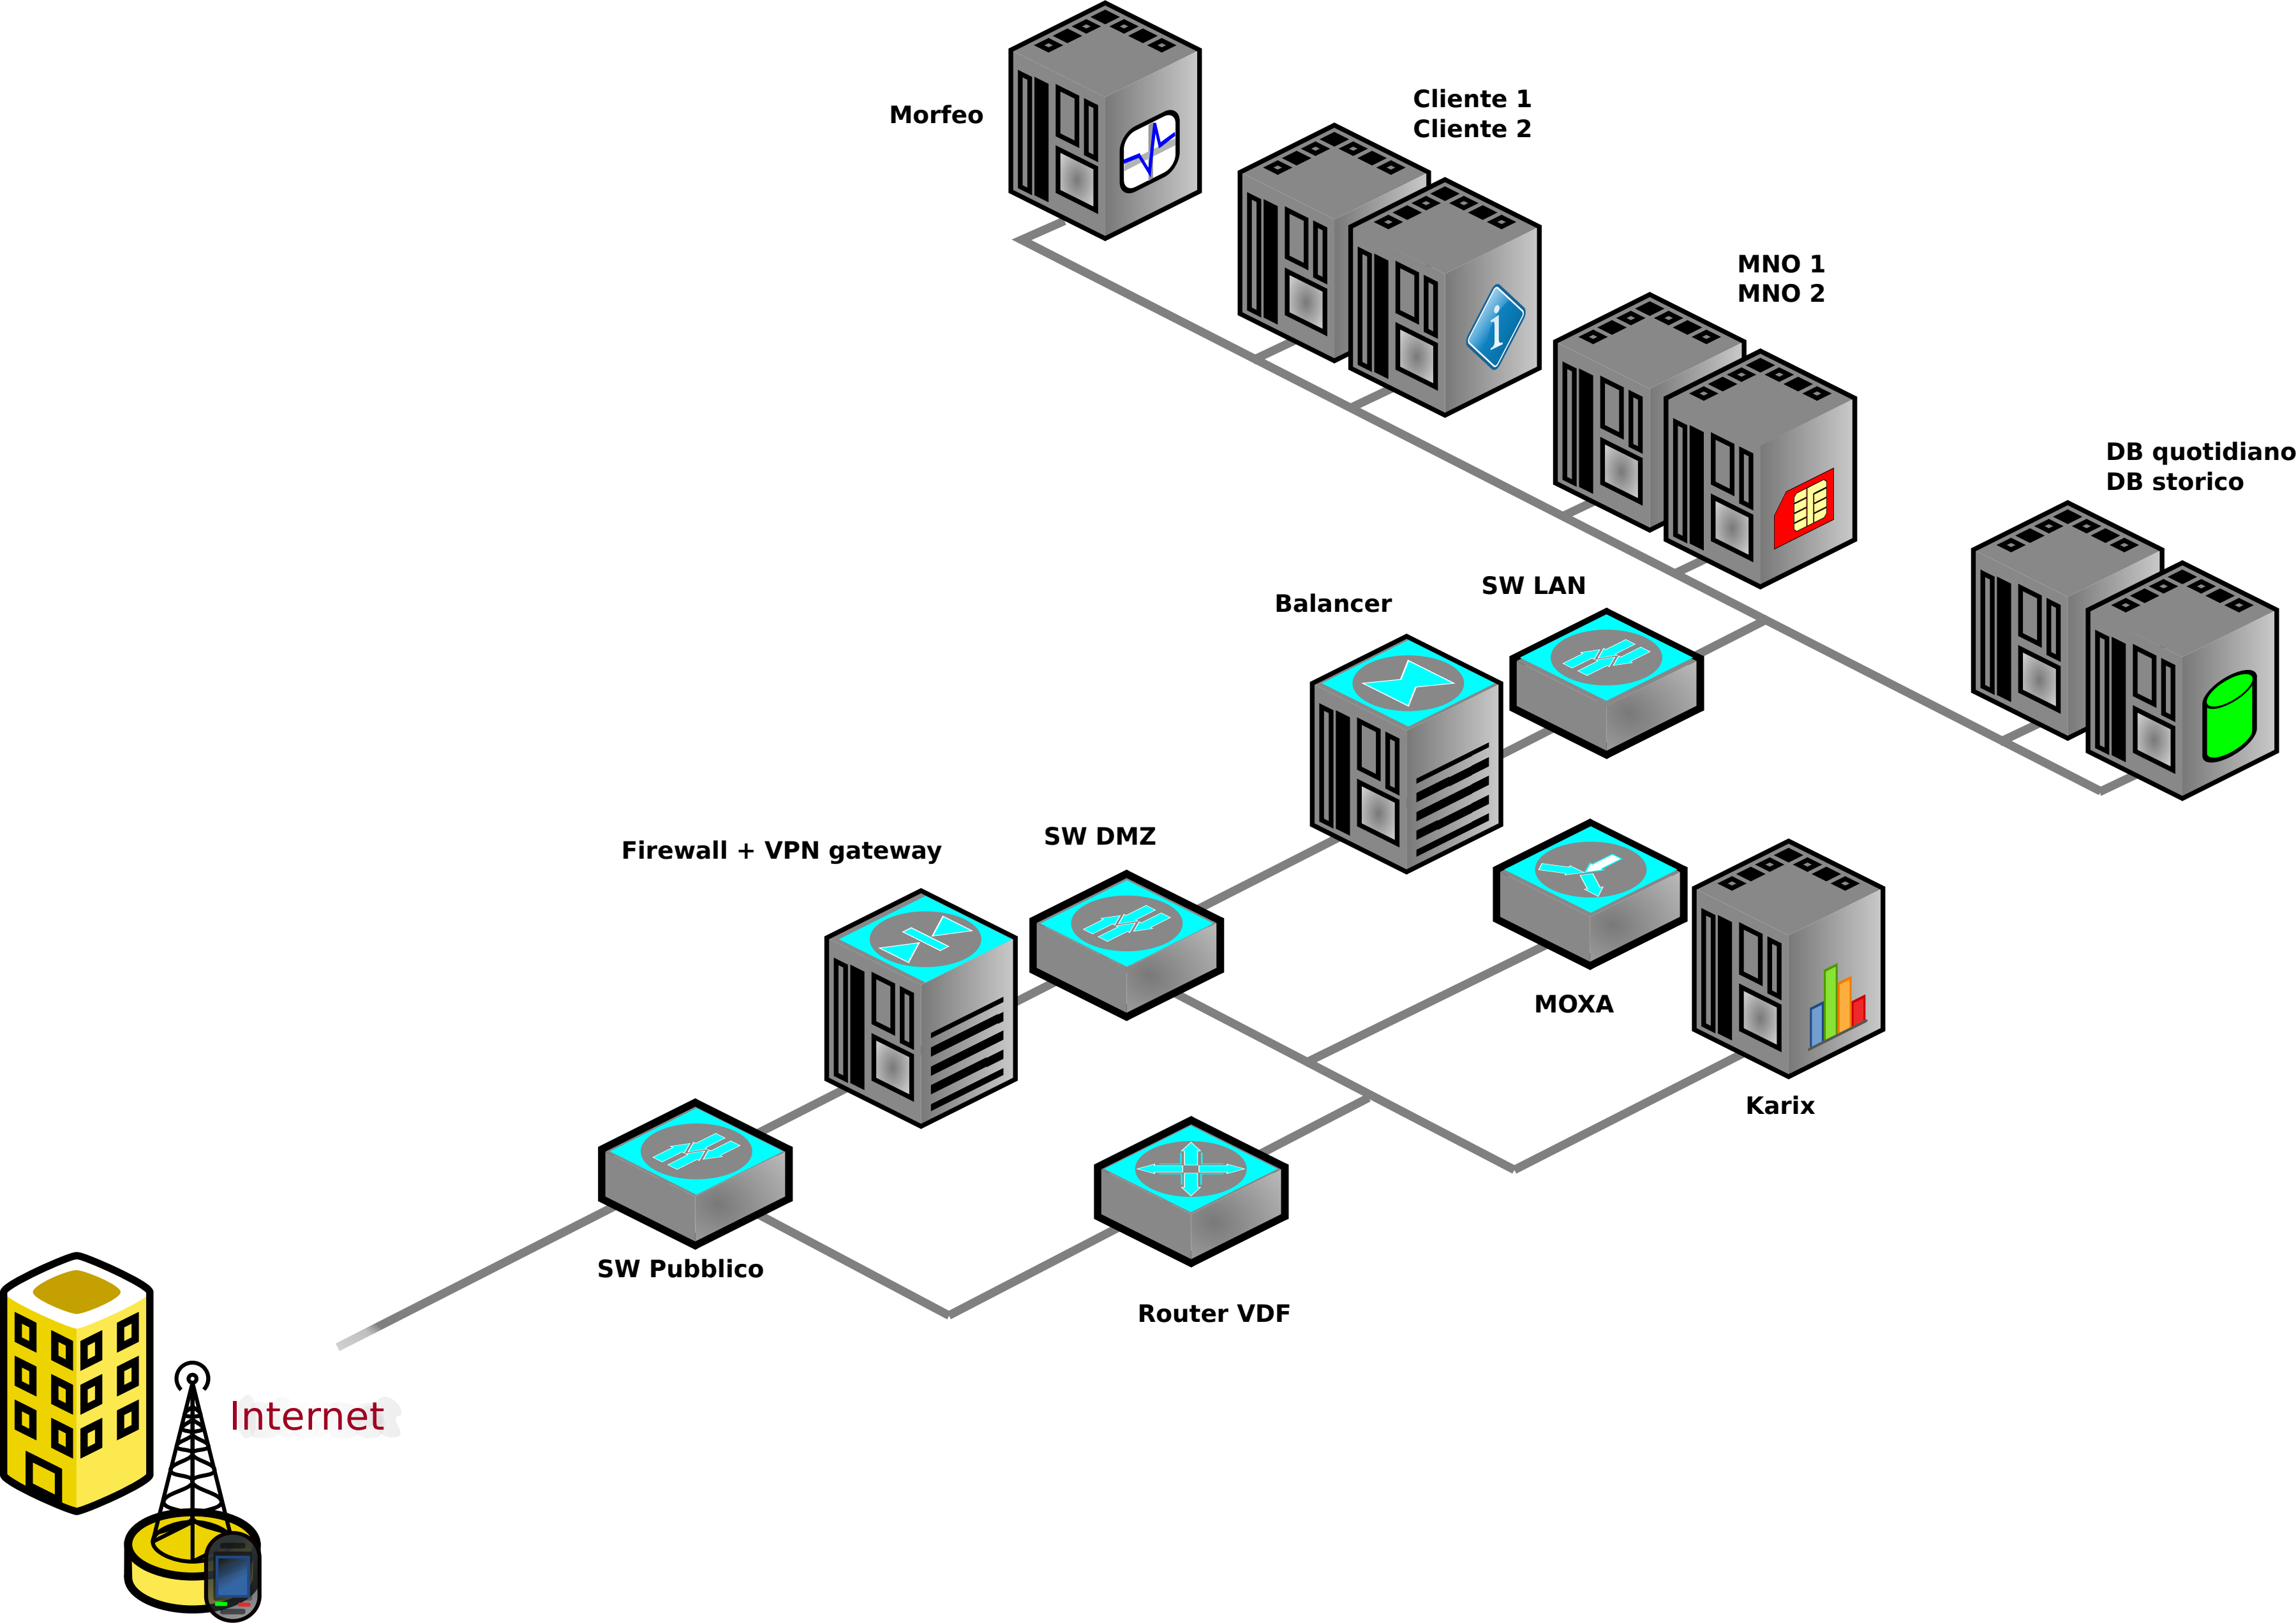 Morfeo
Cliente 1
Cliente 2
MNO 1
MNO 2
DB quotidiano
DB storico
SW LAN
Balancer
SW DMZ
Firewall + VPN gateway
MOXA
Karix
SW Pubblico
Router VDF
Internet